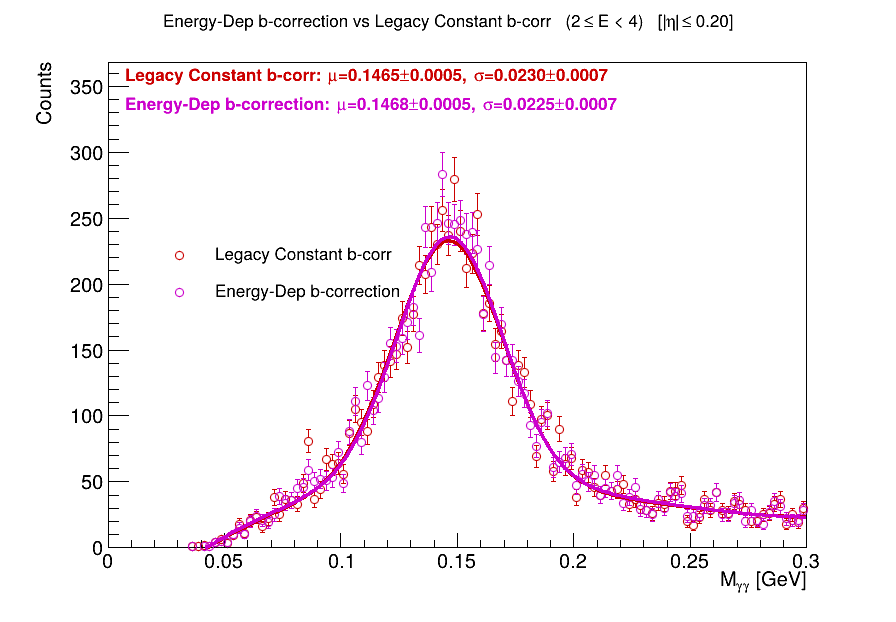 Energy-Dep b-correction vs Legacy Constant b-corr (2 ≤ E < 4) [|η| ≤ 0.20]
Counts
Legacy Constant b-corr: μ=0.1465±0.0005, σ=0.0230±0.0007
Energy-Dep b-correction: μ=0.1468±0.0005, σ=0.0225±0.0007
350
300
250
200
150
100
50
0
Legacy Constant b-corr
Energy-Dep b-correction
0 0.05 0.1 0.15 0.2 0.25 0.3
M_γγ [GeV]